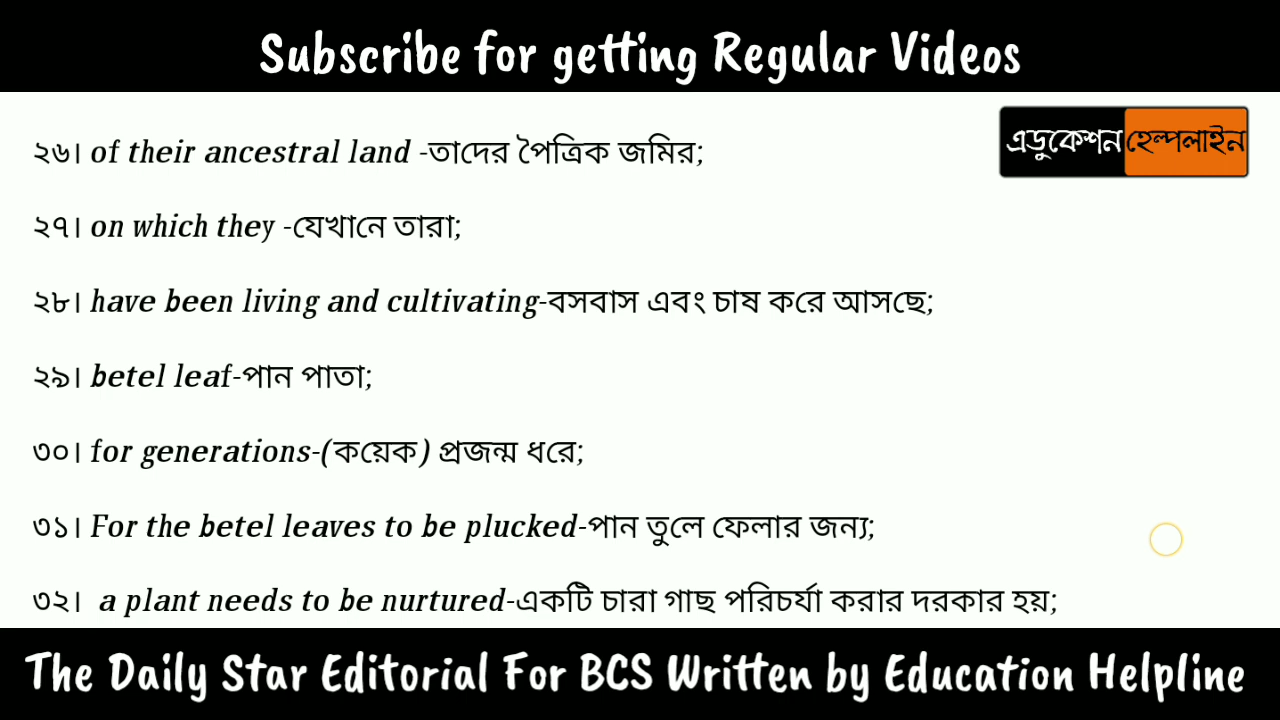 Subscribe for getting Regular Videos
এডুকেশন হেল্পলাইন
২৬। of their ancestral land -তাদের পৈত্রিক জমির;
২৭। on which they -যেখানে তারা;
২৮। have been living and cultivating-বসবাস এবং চাষ করে আসছে;
২৯। betel leaf-পান পাতা;
৩০। for generations-(কয়েক) প্রজন্ম ধরে;
৩১। For the betel leaves to be plucked-পান তুলে ফেলার জন্য;
৩২। a plant needs to be nurtured-একটি চারা গাছ পরিচর্যা করার দরকার হয়;
The Daily Star Editorial For BCS Written by Education Helpline